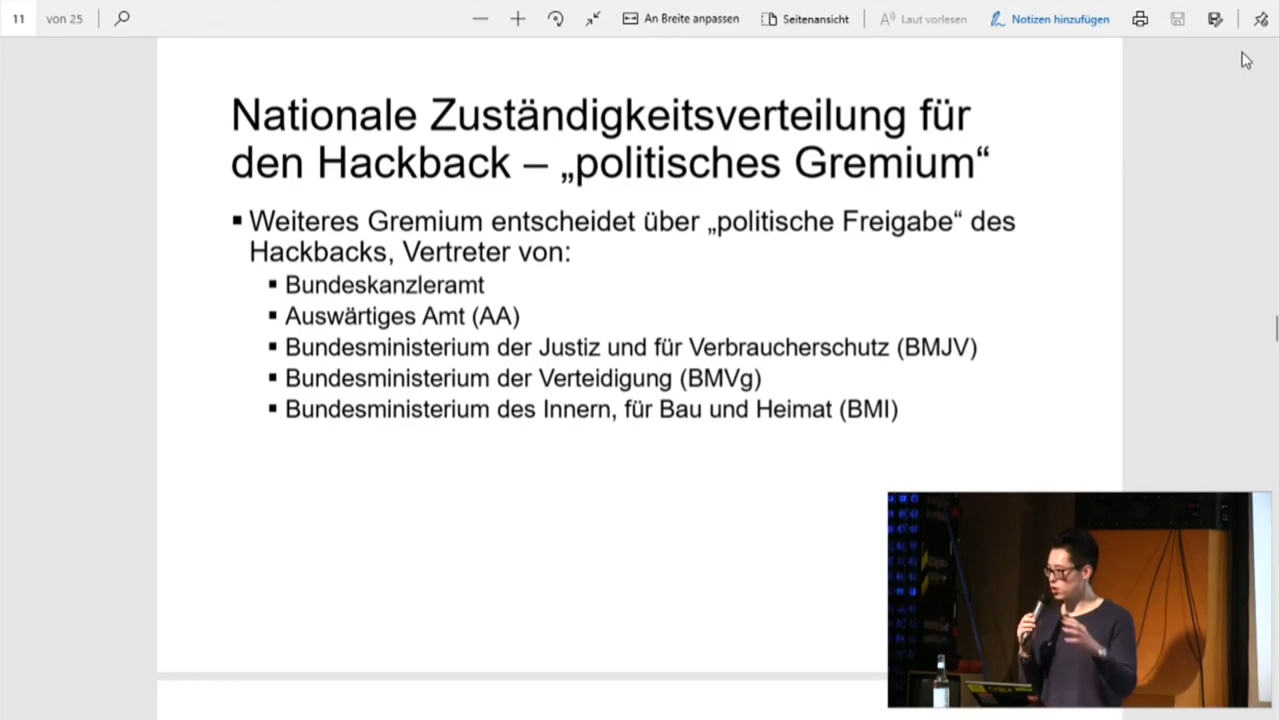 11 von 25 An Breite anpassen Seitenansicht Laut vorlesen Notizen hinzufügen
Nationale Zuständigkeitsverteilung für
den Hackback – „politisches Gremium“
▪ Weiteres Gremium entscheidet über „politische Freigabe“ des
Hackbacks, Vertreter von:
▪ Bundeskanzleramt
▪ Auswärtiges Amt (AA)
▪ Bundesministerium der Justiz und für Verbraucherschutz (BMJV)
▪ Bundesministerium der Verteidigung (BMVg)
▪ Bundesministerium des Innern, für Bau und Heimat (BMI)